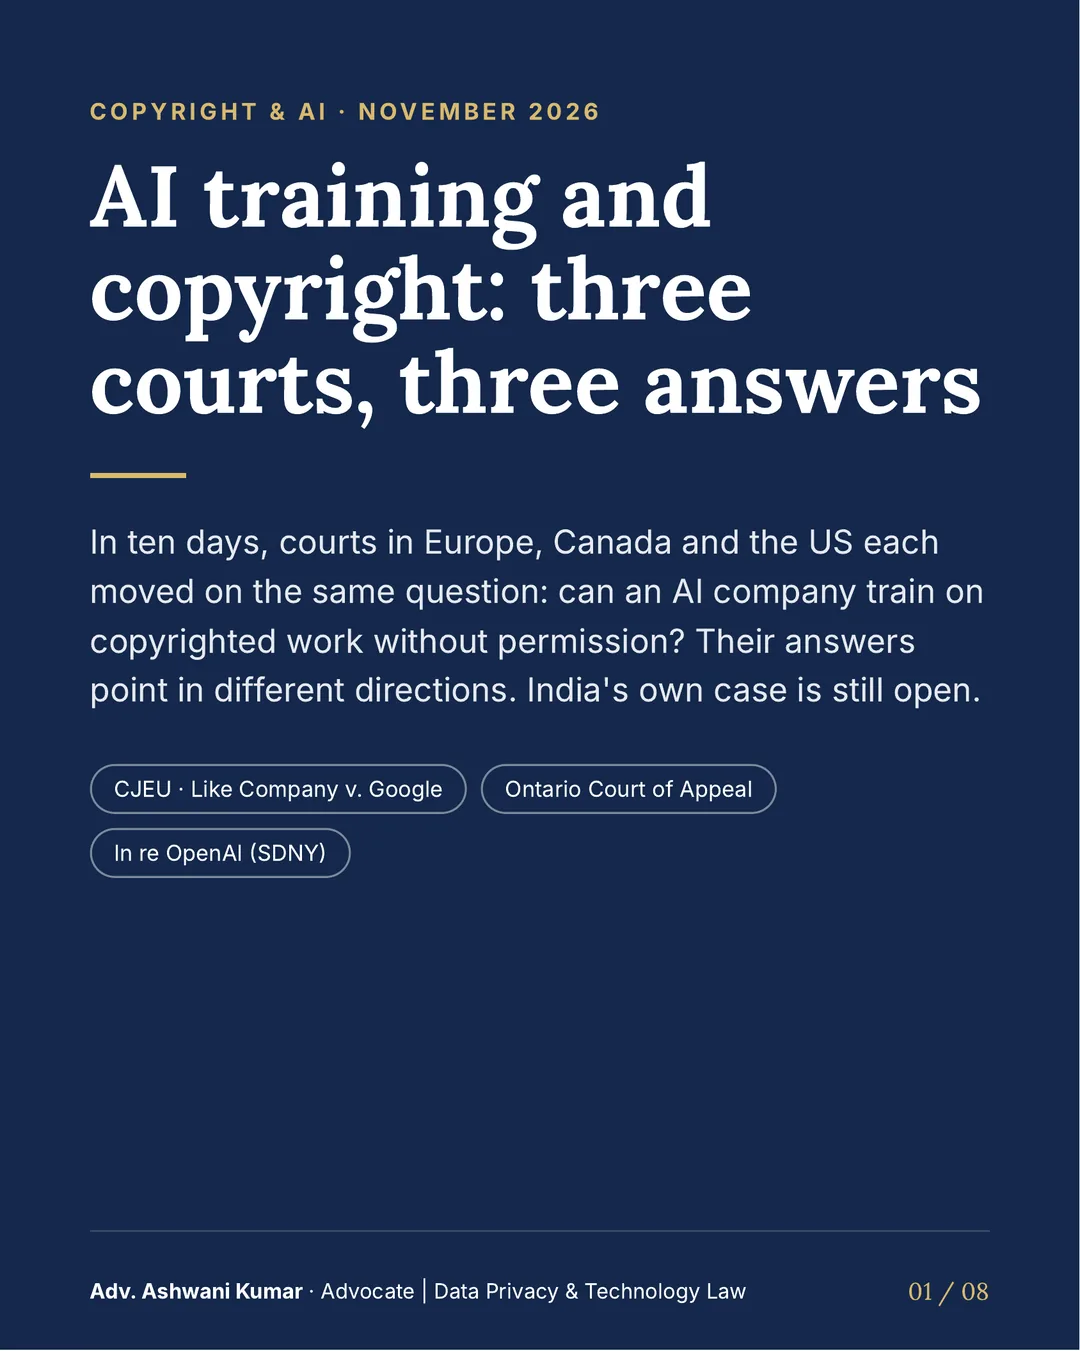 COPYRIGHT & AI · NOVEMBER 2026
AI training and
copyright: three
courts, three answers
In ten days, courts in Europe, Canada and the US each
moved on the same question: can an AI company train on
copyrighted work without permission? Their answers
point in different directions. India's own case is still open.
CJEU · Like Company v. Google
Ontario Court of Appeal
In re OpenAI (SDNY)
Adv. Ashwani Kumar · Advocate | Data Privacy & Technology Law
01 / 08